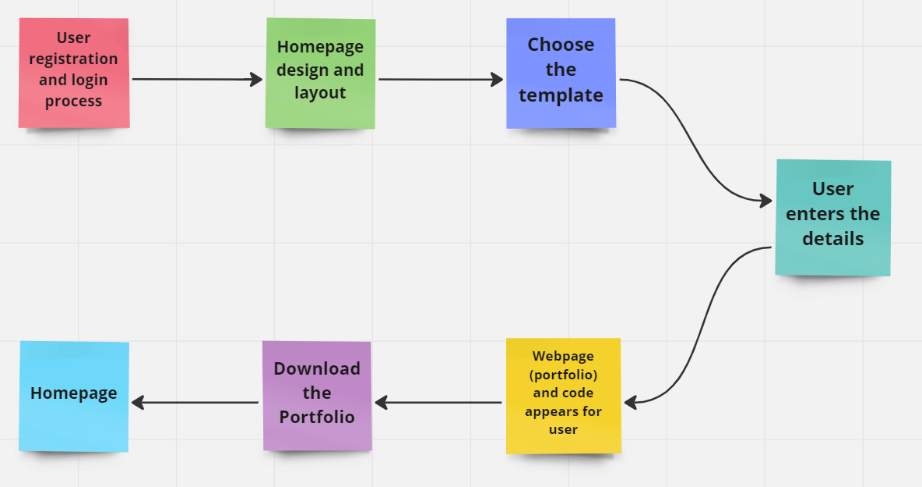 User
registration
and login
process
Homepage
design and
layout
Choose
the
template
User
enters the
details
Webpage
(portfolio)
and code
appears for
user
Download
the
Portfolio
Homepage